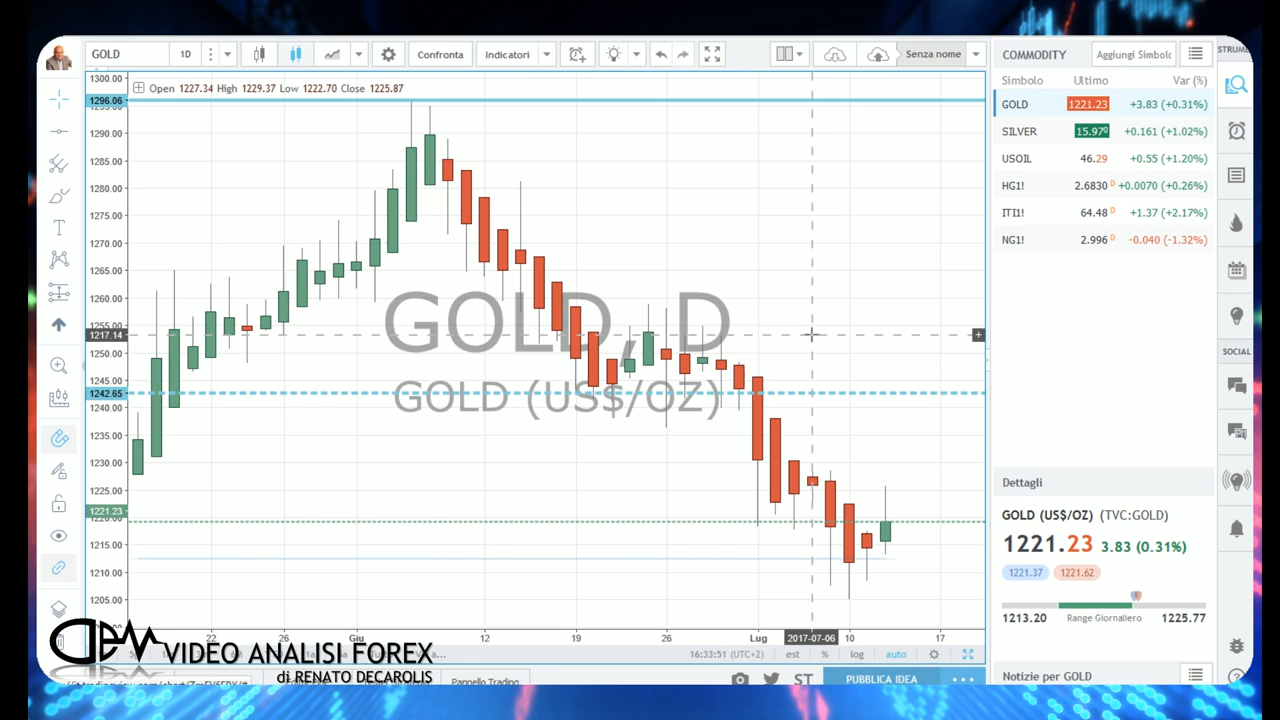 GOLD 1D Confronta Indicatori Senza nome
COMMODITY Aggiungi Simbolo
STRUME
Open 1227.34 High 1229.37 Low 1222.70 Close 1225.87
Simbolo Ultimo Var (%)
GOLD 1221.23 +3.83 (+0.31%)
SILVER 15.970 +0.161 (+1.02%)
USOIL 46.29 +0.55 (+1.20%)
HG1! 2.6830 D +0.0070 (+0.26%)
ITI1! 64.48 D +1.37 (+2.17%)
NG1! 2.996 D -0.040 (-1.32%)
1300.00
1296.06
1295.00
1290.00
1285.00
1280.00
1275.00
1270.00
1265.00
1260.00
1255.00
1217.14
1250.00
1245.00
1242.65
1240.00
1235.00
1230.00
1225.00
1221.23
1220.00
1215.00
1210.00
1205.00
1200.00
GOLD, D
GOLD (US$/OZ)
T
SOCIAL
Dettagli
GOLD (US$/OZ) (TVC:GOLD)
1221.23 3.83 (0.31%)
1221.37 1221.62
1213.20 Range Giornaliero 1225.77
22 26 Giu 12 19 26 Lug 2017-07-06 10 17
16:33:51 (UTC+2) est % log auto
VIDEO ANALISI FOREX
di RENATO DECAROLIS
Pannello Trading
ST
PUBBLICA IDEA
Notizie per GOLD